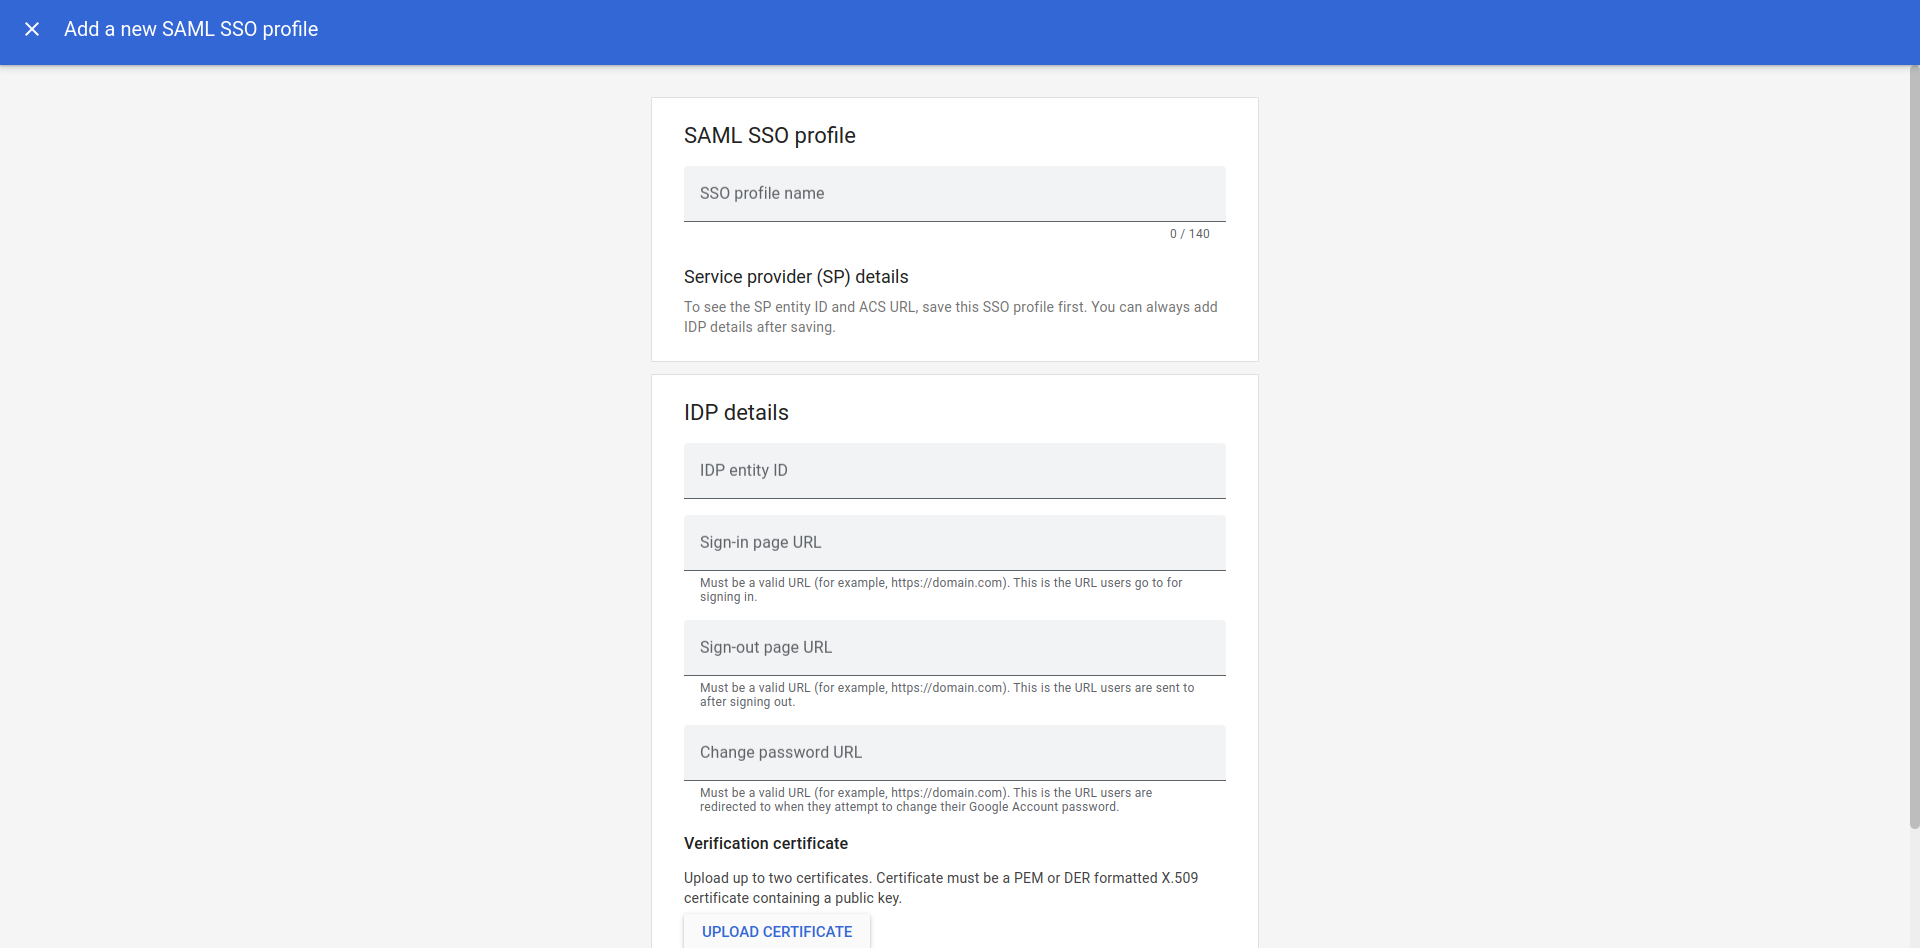 Add a new SAML SSO profile
SAML SSO profile
SSO profile name
0 / 140
Service provider (SP) details
To see the SP entity ID and ACS URL, save this SSO profile first. You can always add
IDP details after saving.
IDP details
IDP entity ID
Sign-in page URL
Must be a valid URL (for example, https://domain.com). This is the URL users go to for
signing in.
Sign-out page URL
Must be a valid URL (for example, https://domain.com). This is the URL users are sent to
after signing out.
Change password URL
Must be a valid URL (for example, https://domain.com). This is the URL users are
redirected to when they attempt to change their Google Account password.
Verification certificate
Upload up to two certificates. Certificate must be a PEM or DER formatted X.509
certificate containing a public key.
UPLOAD CERTIFICATE